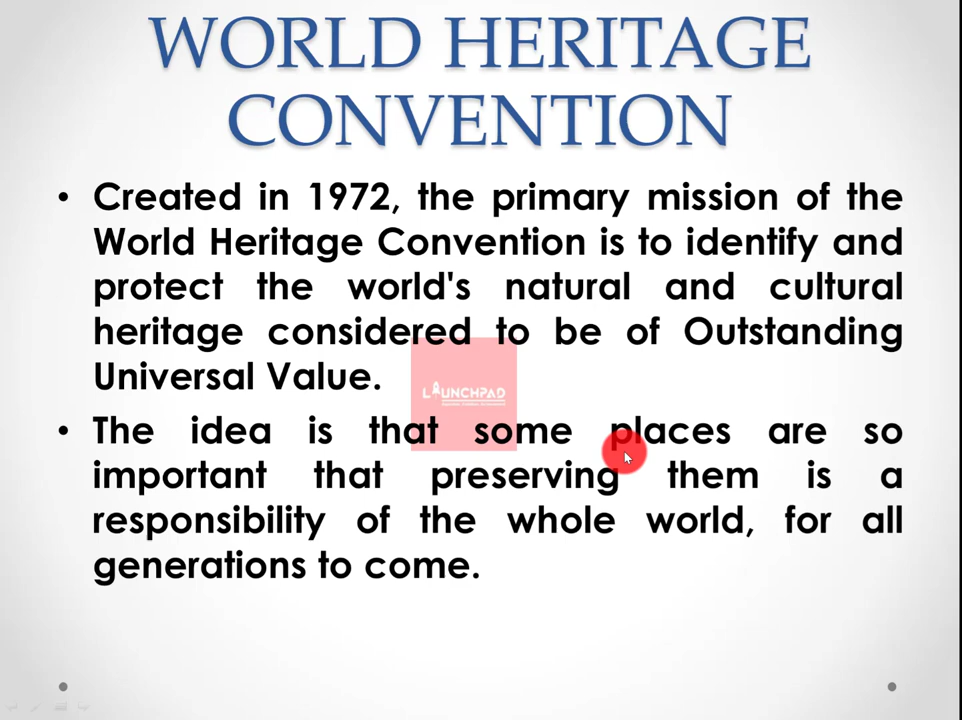 WORLD HERITAGE
CONVENTION
• Created in 1972, the primary mission of the
World Heritage Convention is to identify and
protect the world's natural and cultural
heritage considered to be of Outstanding
Universal Value.
LAUNCHPAD
• The idea is that some places are so
important that preserving them is a
responsibility of the whole world, for all
generations to come.